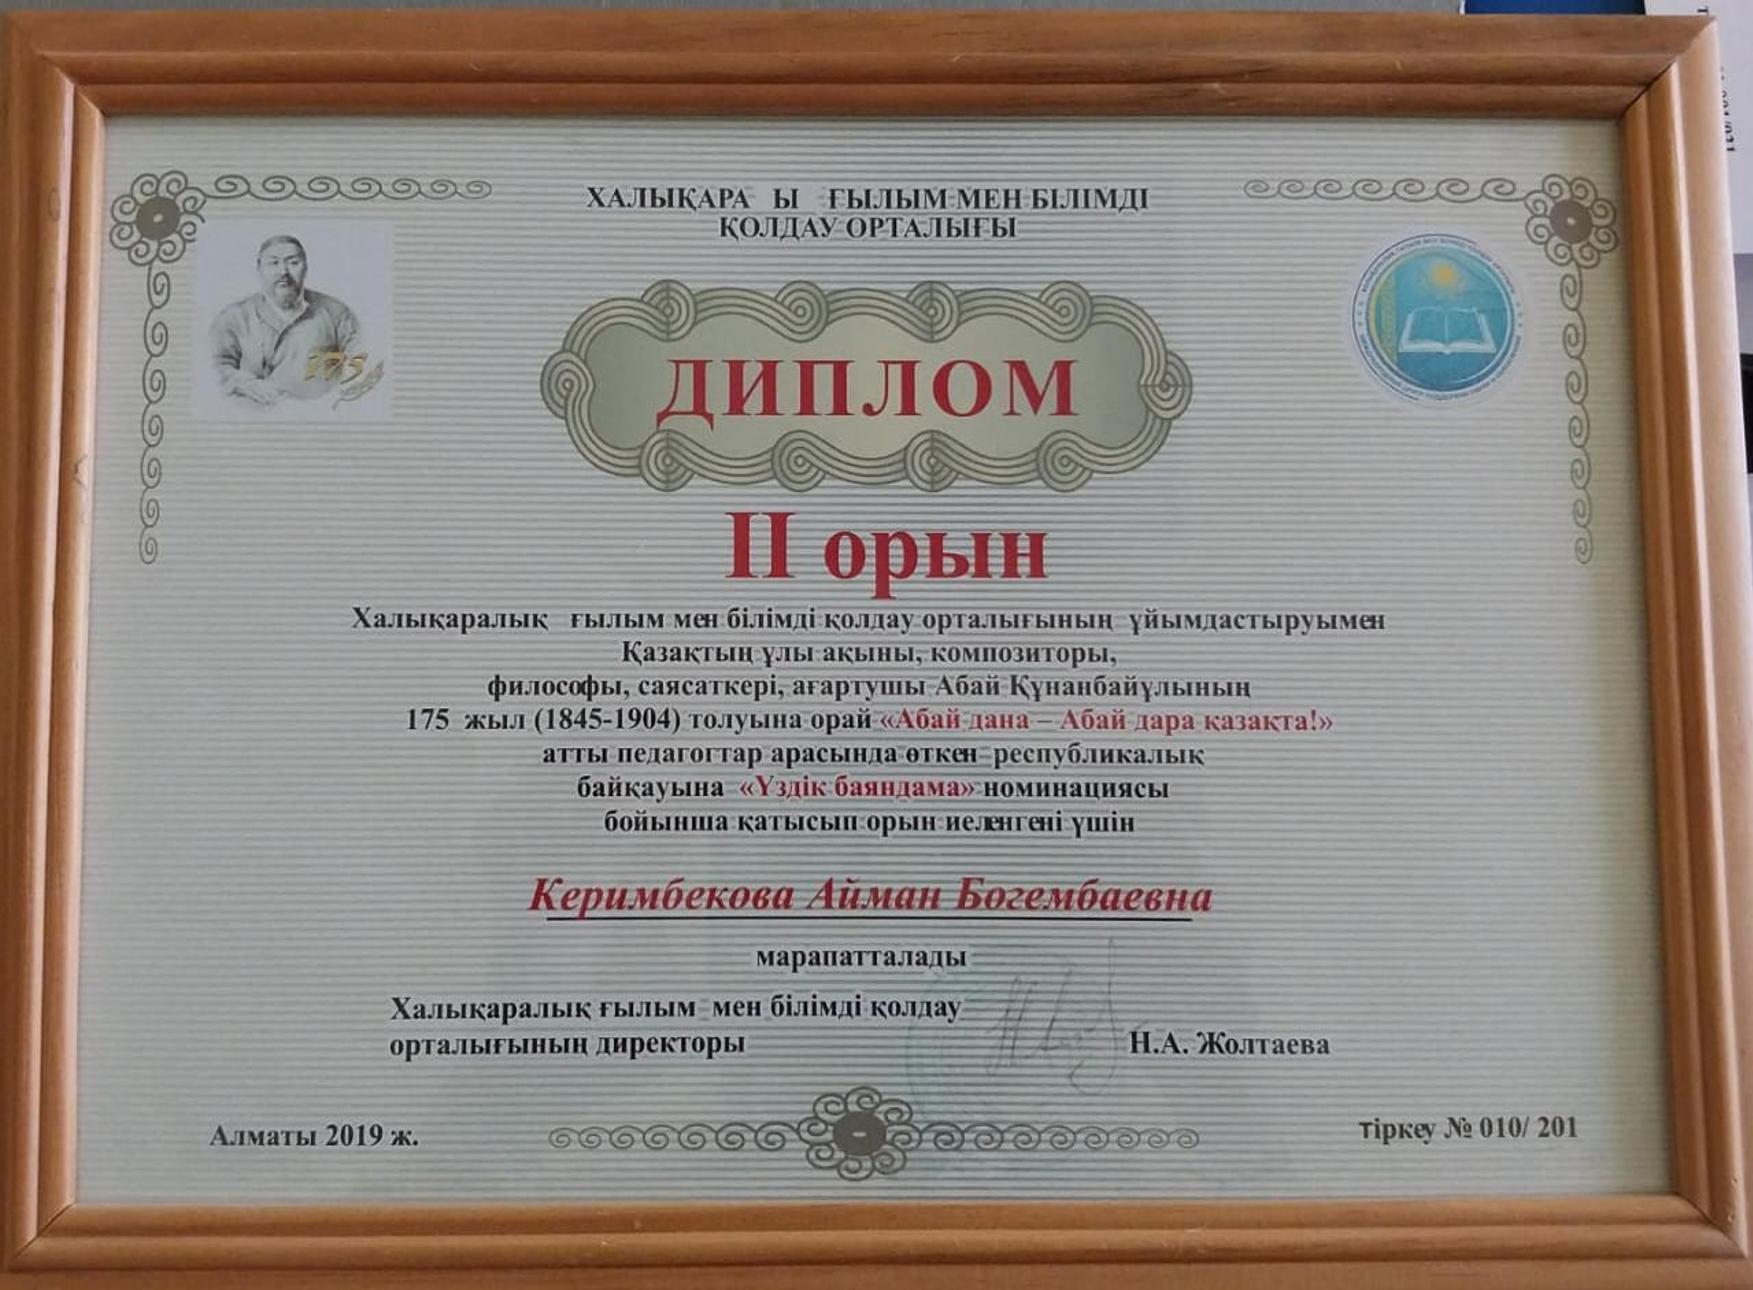 ХАЛЫҚАРА Ы ҒЫЛЫМ МЕН БІЛІМДІ
ҚОЛДАУ ОРТАЛЫҒЫ
175
ДИПЛОМ
II орын
Халықаралық ғылым мен білімді қолдау орталығының ұйымдастыруымен
Қазақтың ұлы ақыны, композиторы,
философы, саясаткері, ағартушы Абай Құнанбайұлының
175 жыл (1845-1904) толуына орай «Абай дана – Абай дара қазақта!»
атты педагогтар арасында өткен республикалық
байқауына «Үздік баяндама» номинациясы
бойынша қатысып орын иеленгені үшін
Керимбекова Айман Богембаевна
марапатталады
Халықаралық ғылым мен білімді қолдау
орталығының директоры
Н.А. Жолтаева
Алматы 2019 ж.
тіркеу № 010/ 201